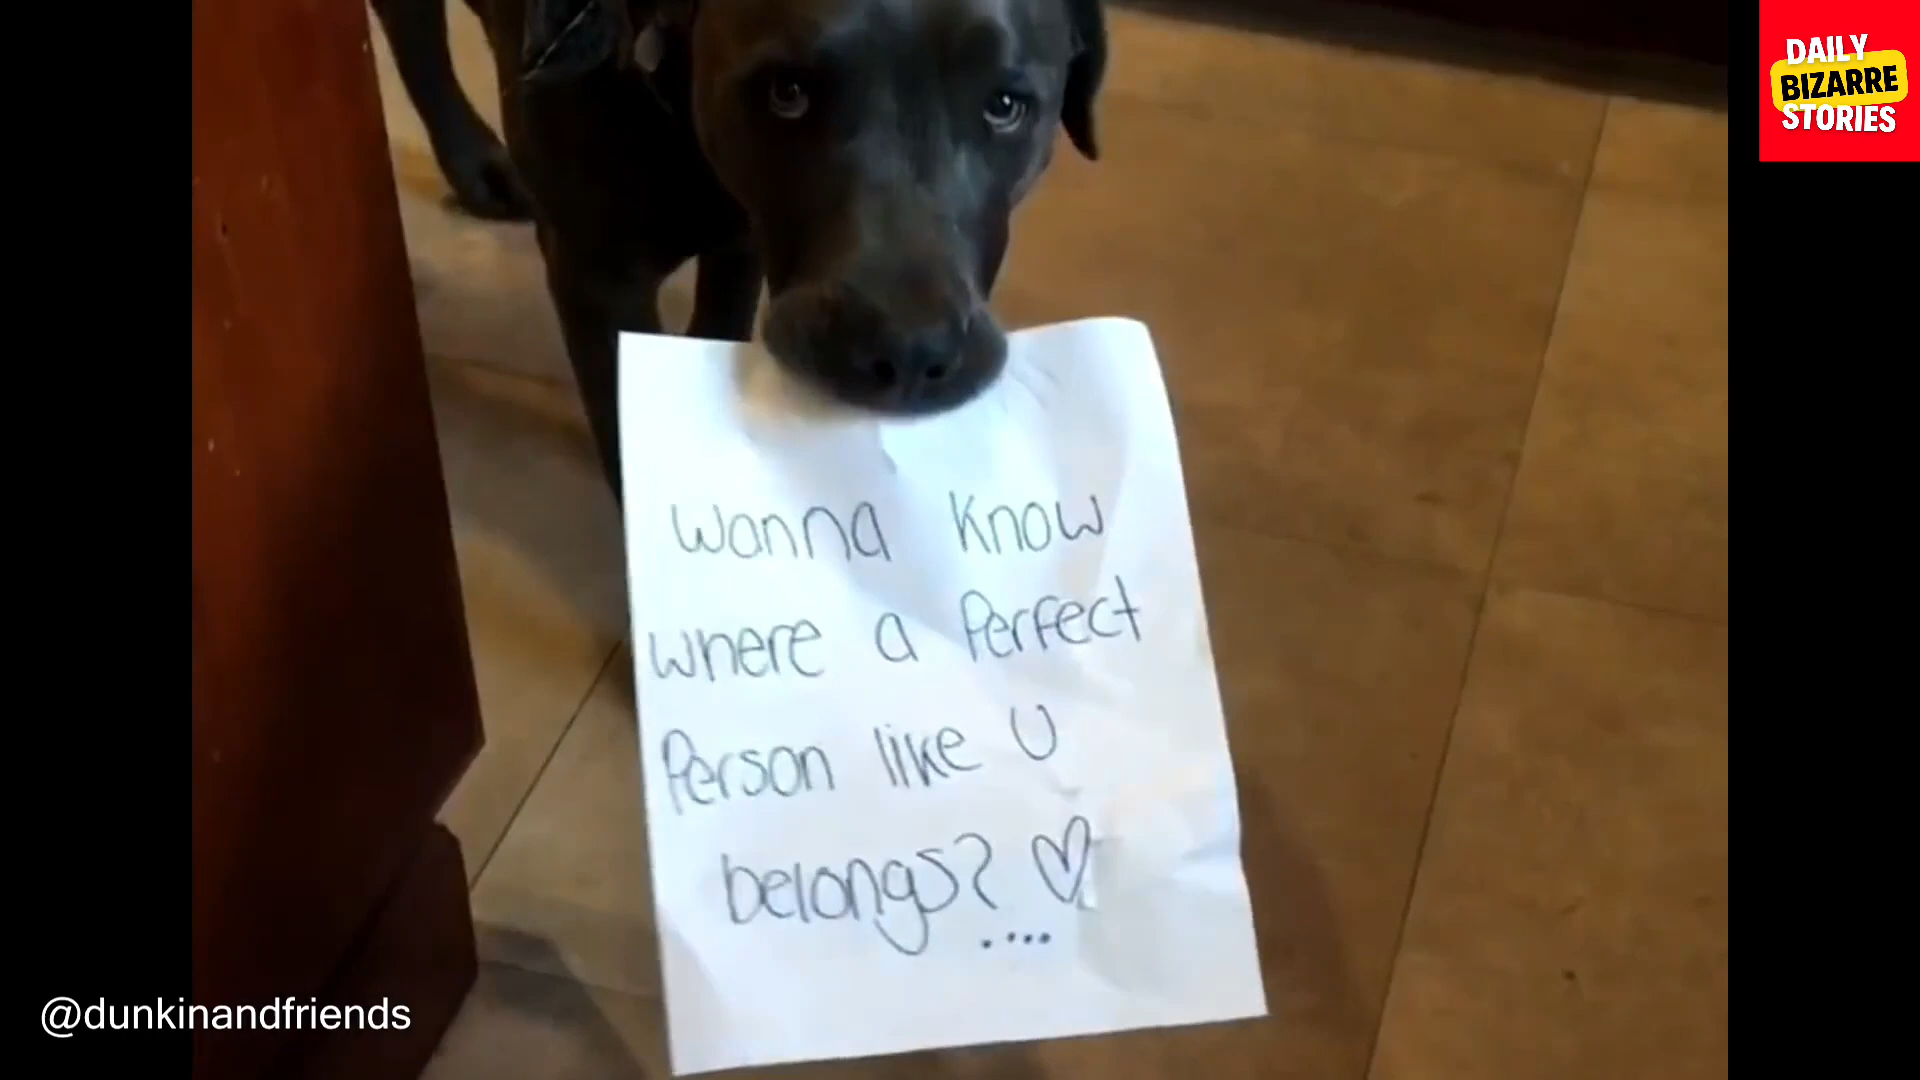 DAILY
BIZARRE
STORIES
Wanna Know
where a Perfect
Person like U
belongs? ♡
....
@dunkinandfriends